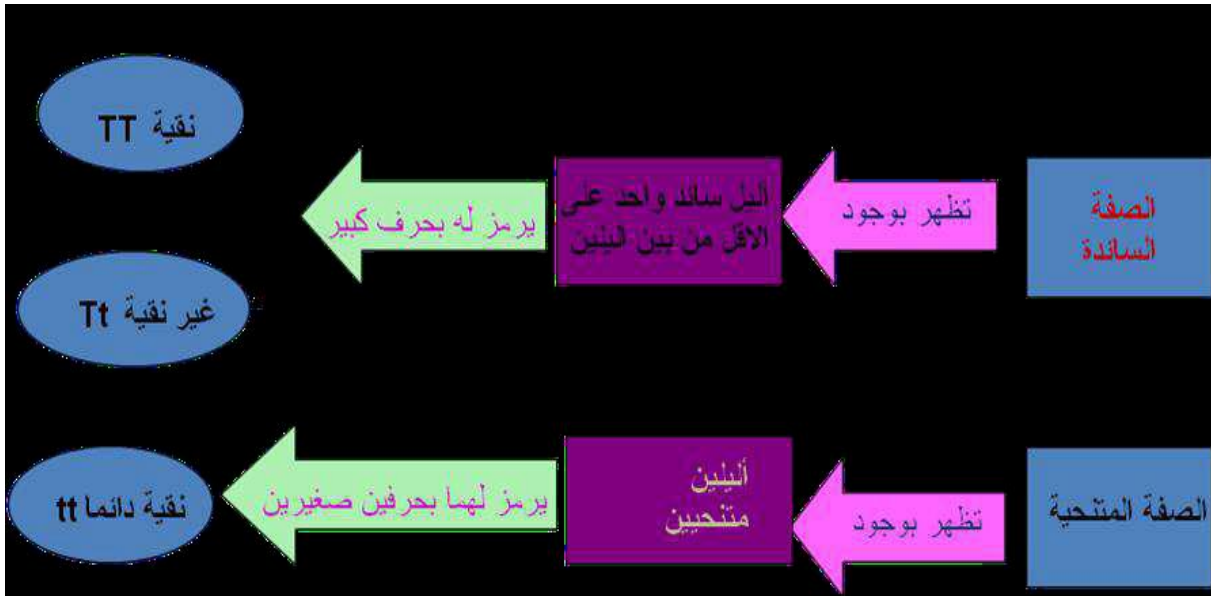 الصفة
السائدة
تظهر بوجود
أليل سائد واحد على
الاقل من بين اليلين
يرمز له بحرف كبير
نقية TT
غير نقية Tt
الصفة المتنحية
تظهر بوجود
أليلين
متنحيين
يرمز لهما بحرفين صغيرين
نقية دائما tt